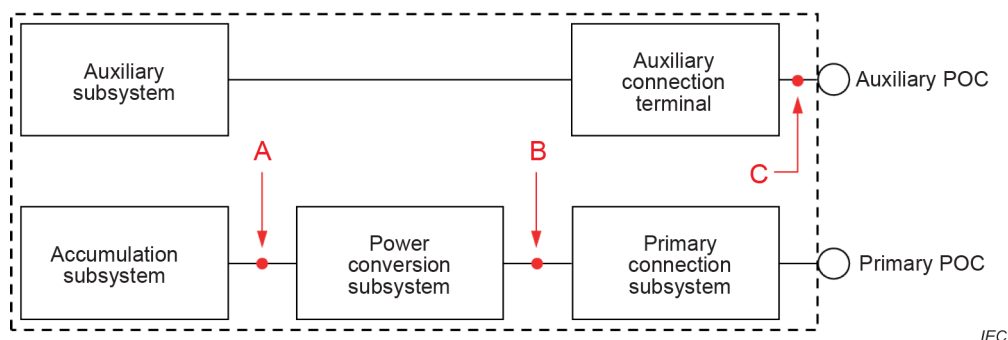 Auxiliary
subsystem
Auxiliary
connection
terminal
Auxiliary POC
A
B
C
Accumulation
subsystem
Power
conversion
subsystem
Primary
connection
subsystem
Primary POC
IEC